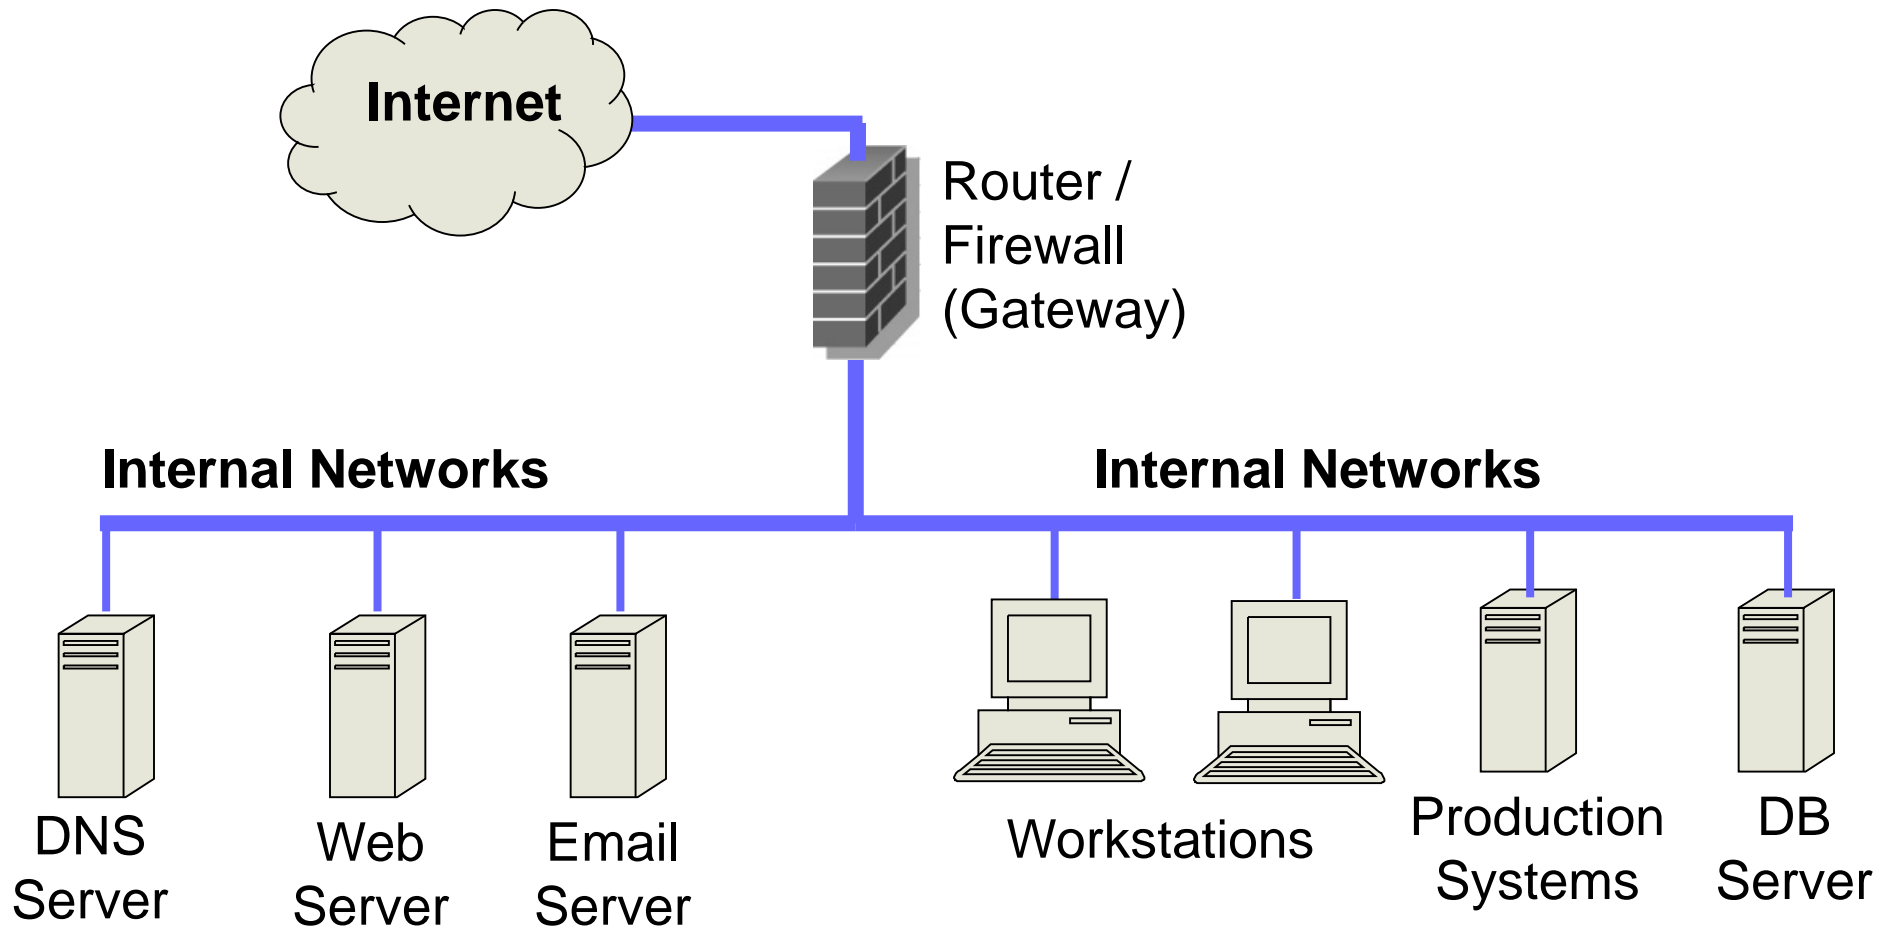 Internet
Router /
Firewall
(Gateway)
Internal Networks
Internal Networks
DNS
Server
Web
Server
Email
Server
Workstations
Production
Systems
DB
Server